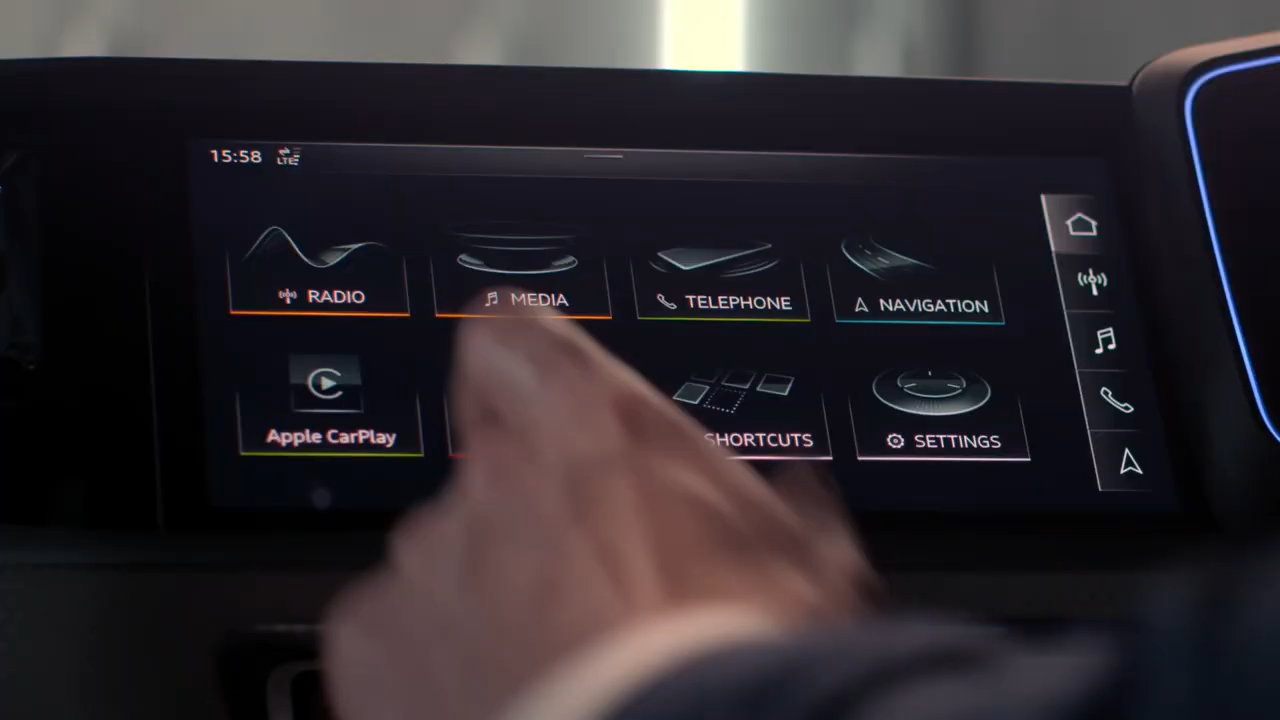 15:58 LTE
RADIO
MEDIA
TELEPHONE
NAVIGATION
Apple CarPlay
SHORTCUTS
SETTINGS